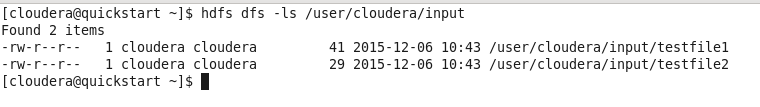 [cloudera@quickstart ~]$ hdfs dfs -ls /user/cloudera/input
Found 2 items
-rw-r--r--   1 cloudera cloudera         41 2015-12-06 10:43 /user/cloudera/input/testfile1
-rw-r--r--   1 cloudera cloudera         29 2015-12-06 10:43 /user/cloudera/input/testfile2
[cloudera@quickstart ~]$